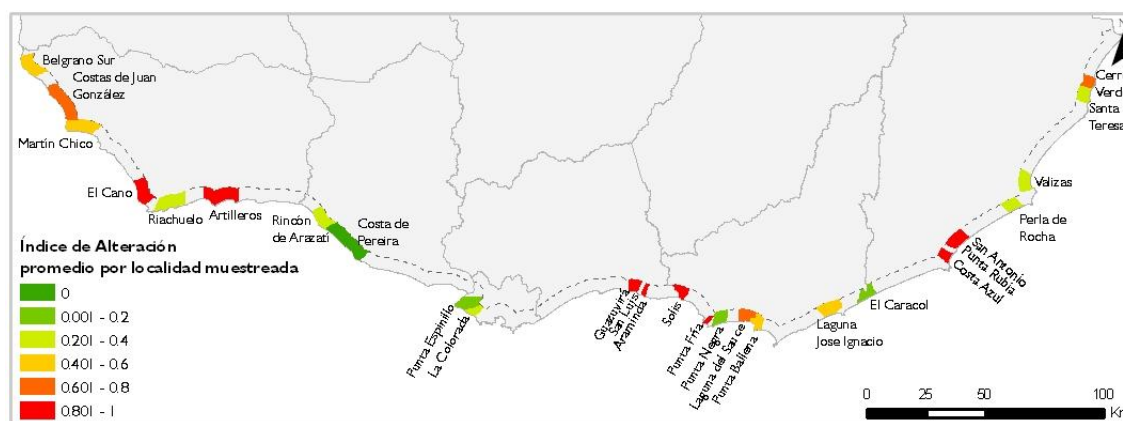 Belgrano Sur
Costas de Juan
González
Martín Chico
El Cano
Riachuelo
Artilleros
Rincón
de Arazatí
Costa de
Pereira
Punta Espinillo
La Colorada
Guazuvirá
San Luis
Araminda
Solís
Punta Fría
Punta Negra
Laguna del Sauce
Punta Ballena
Laguna
Jose Ignacio
El Caracol
San Antonio
Punta Rubia
Costa Azul
Perla de
Rocha
Valizas
Cerr
Verd
Santa
Teresa
Índice de Alteración
promedio por localidad muestreada
0
0.001 - 0.2
0.201 - 0.4
0.401 - 0.6
0.601 - 0.8
0.801 - 1
0 25 50 100